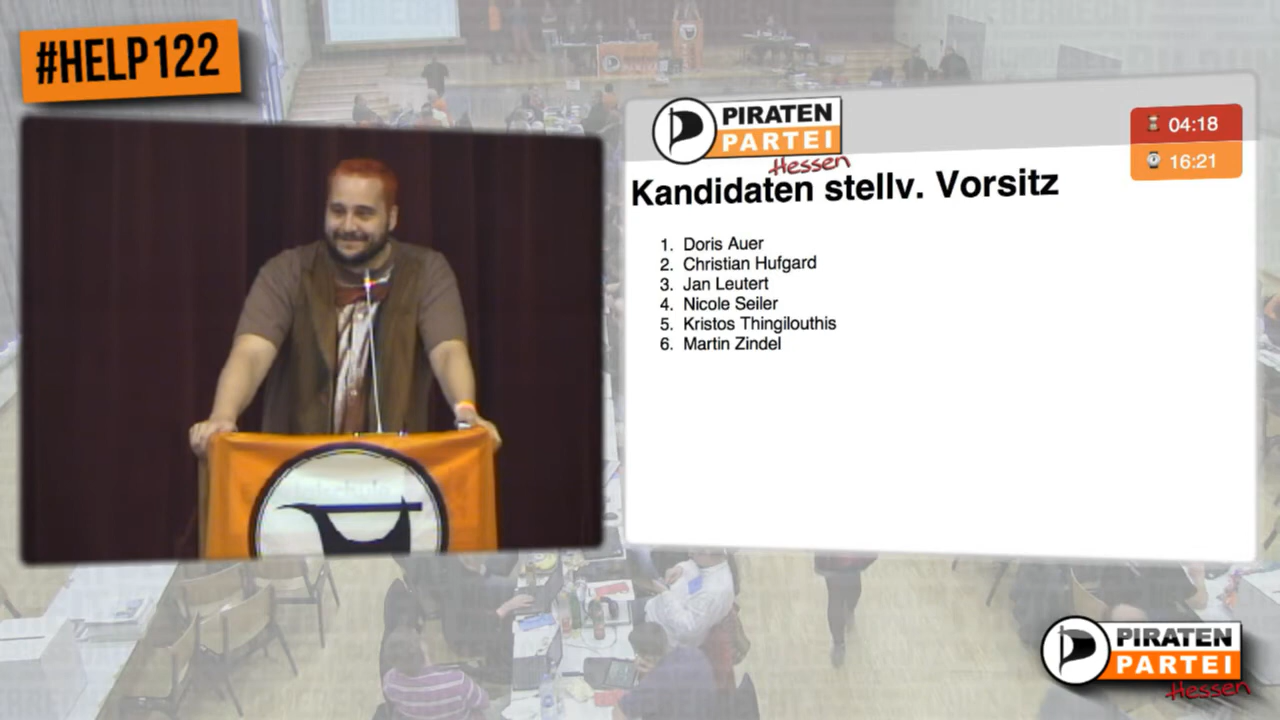 #HELP122
PIRATEN
PARTEI
Hessen
04:18
16:21
Kandidaten stellv. Vorsitz
1. Doris Auer
2. Christian Hufgard
3. Jan Leutert
4. Nicole Seiler
5. Kristos Thingilouthis
6. Martin Zindel
PIRATEN
PARTEI
Hessen